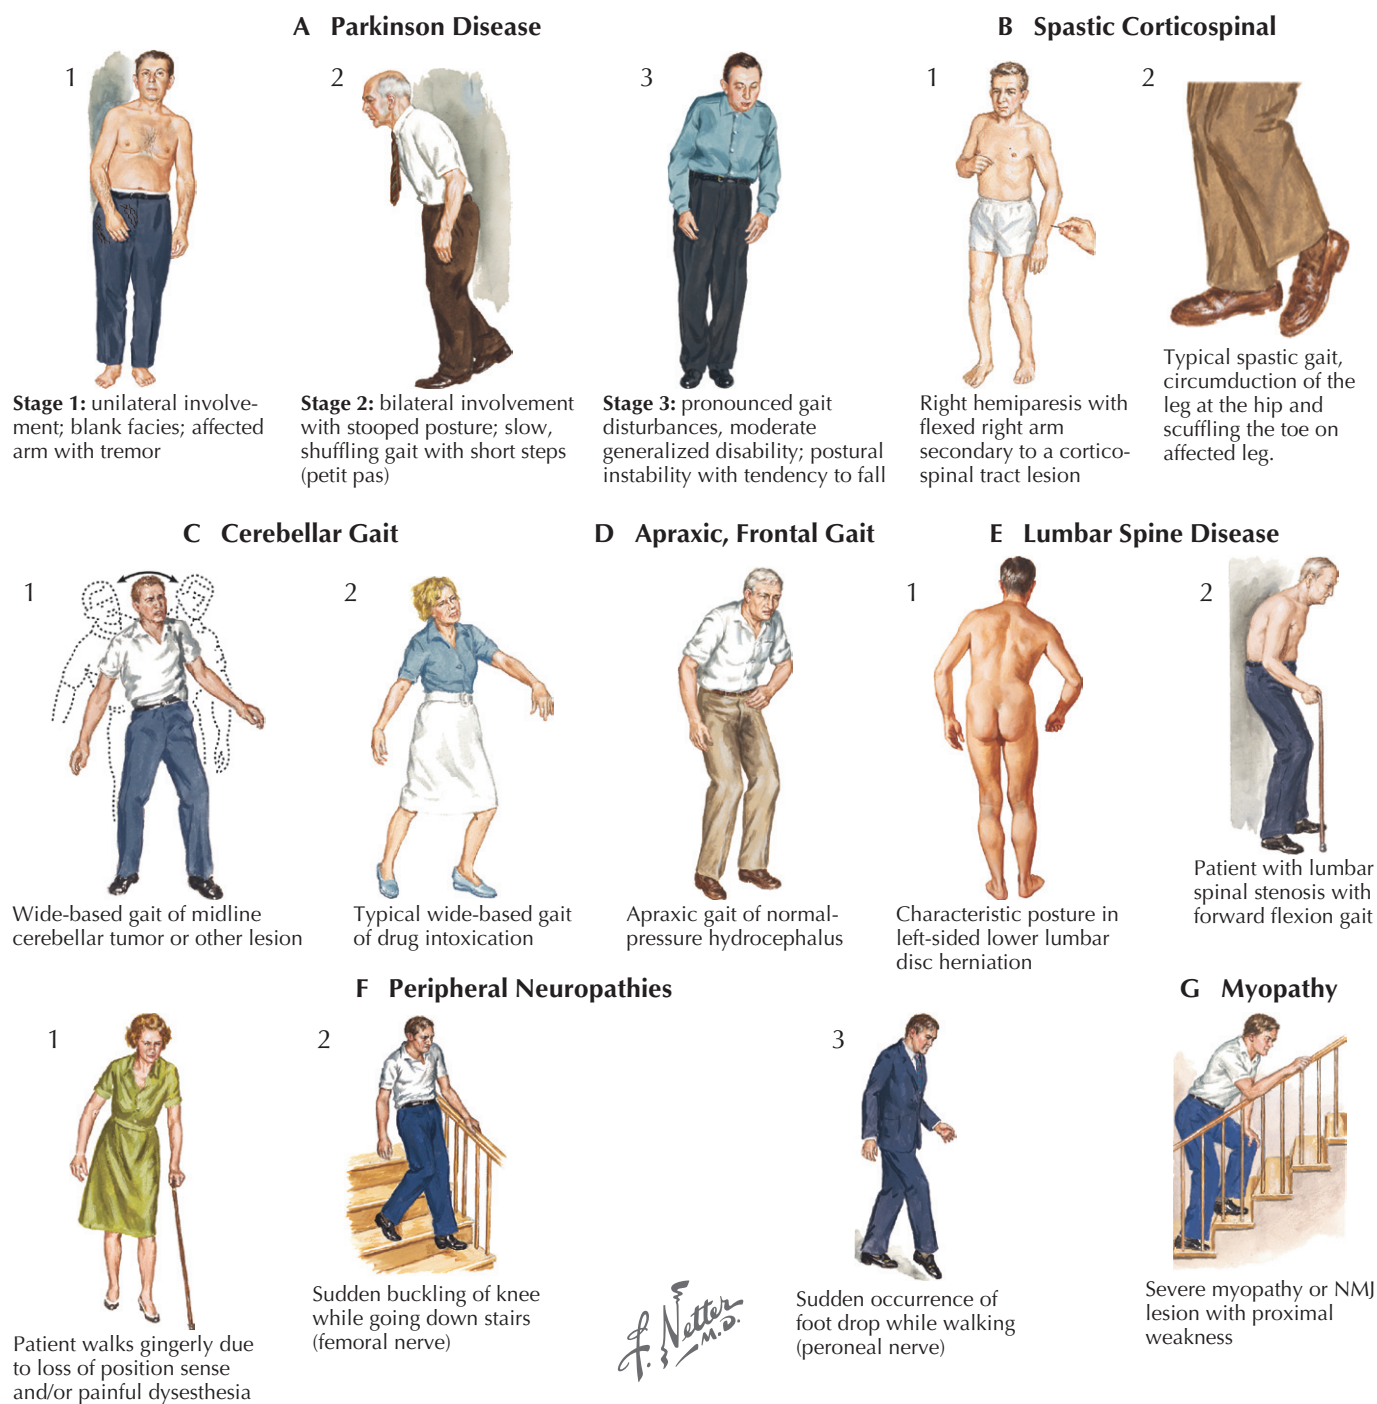 A Parkinson Disease
1
2
3
Stage 1: unilateral involve-
ment; blank facies; affected
arm with tremor
Stage 2: bilateral involvement
with stooped posture; slow,
shuffling gait with short steps
(petit pas)
Stage 3: pronounced gait
disturbances, moderate
generalized disability; postural
instability with tendency to fall
B Spastic Corticospinal
1
2
Right hemiparesis with
flexed right arm
secondary to a cortico-
spinal tract lesion
Typical spastic gait,
circumduction of the
leg at the hip and
scuffling the toe on
affected leg.
C Cerebellar Gait
1
2
Wide-based gait of midline
cerebellar tumor or other lesion
Typical wide-based gait
of drug intoxication
D Apraxic, Frontal Gait
Apraxic gait of normal-
pressure hydrocephalus
E Lumbar Spine Disease
1
2
Characteristic posture in
left-sided lower lumbar
disc herniation
Patient with lumbar
spinal stenosis with
forward flexion gait
F Peripheral Neuropathies
1
2
3
Patient walks gingerly due
to loss of position sense
and/or painful dysesthesia
Sudden buckling of knee
while going down stairs
(femoral nerve)
Sudden occurrence of
foot drop while walking
(peroneal nerve)
G Myopathy
Severe myopathy or NMJ
lesion with proximal
weakness
F. Netter
M.D.